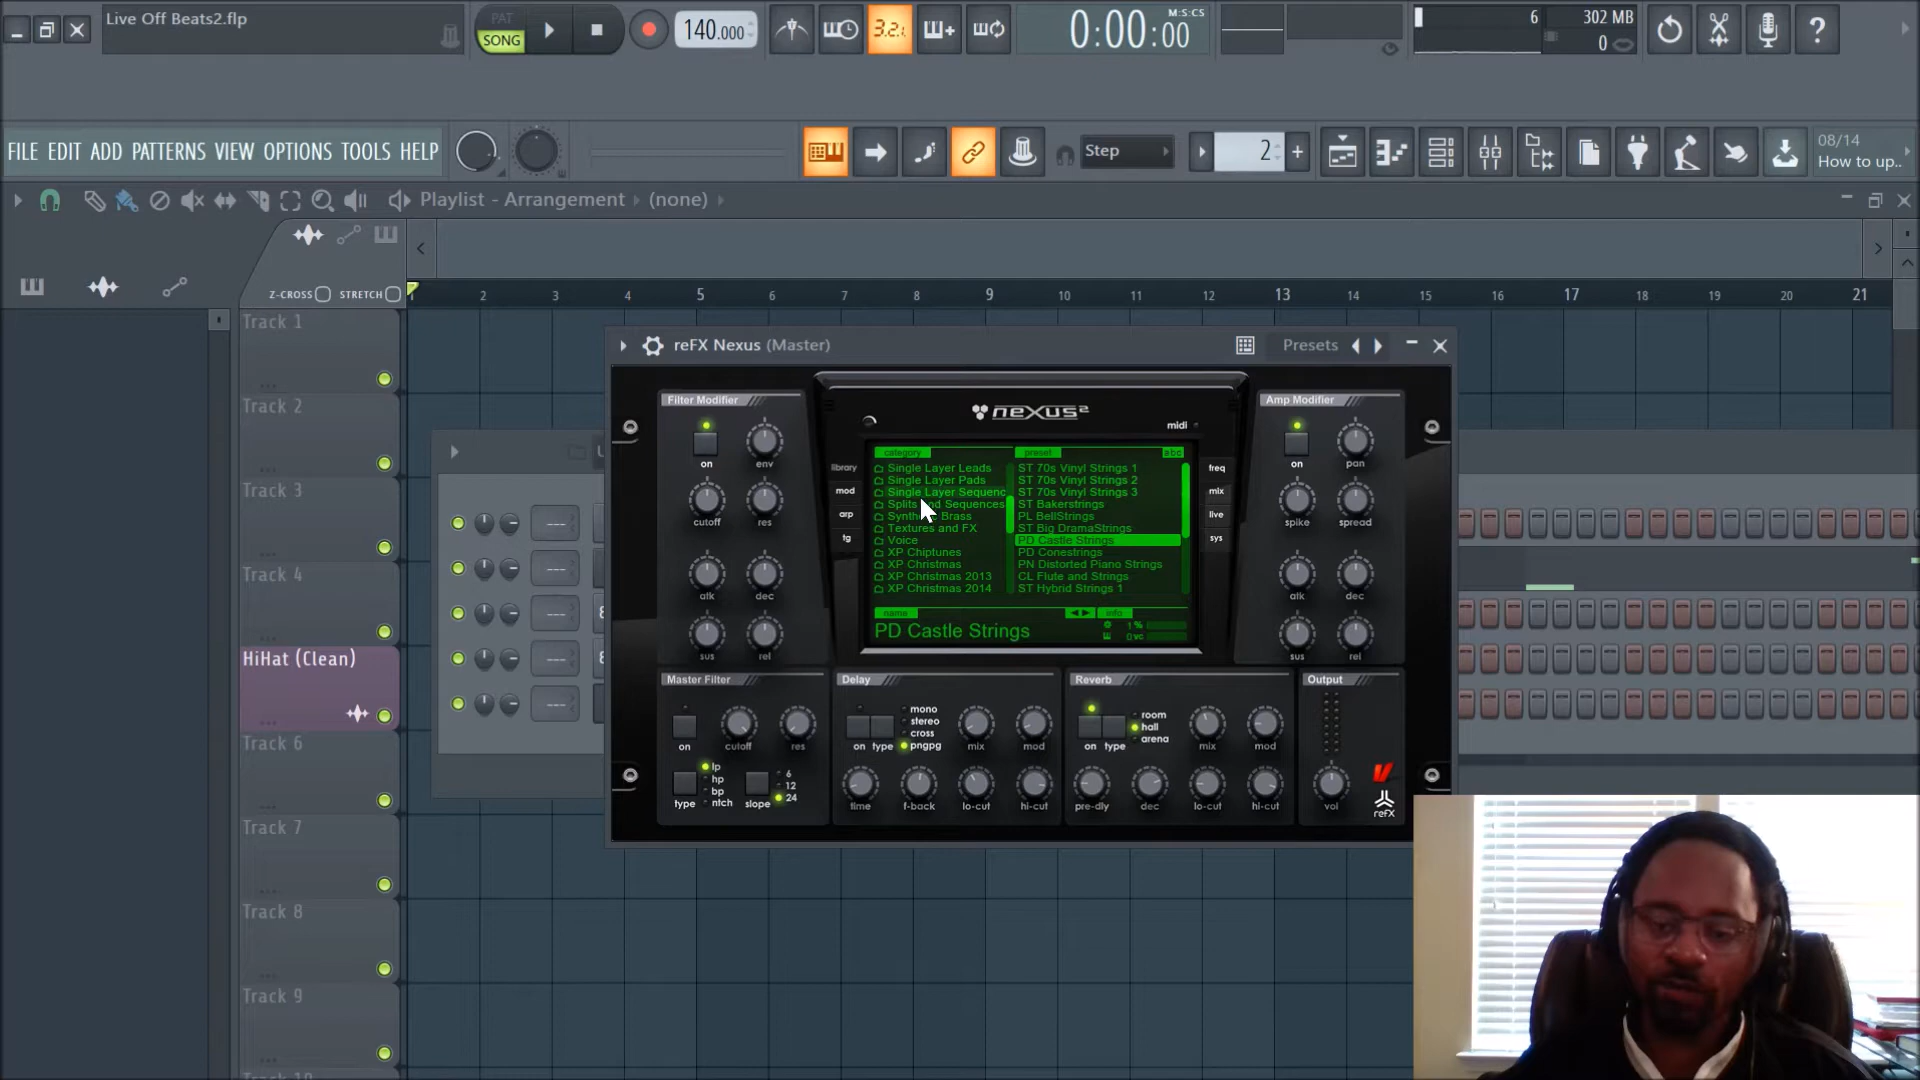 Live Off Beats2.flp
PAT
SONG
140.000
3.2.
0:00:00
M:S:CS
6
302 MB
0
?
FILE EDIT ADD PATTERNS VIEW OPTIONS TOOLS HELP
Step
2
+
08/14
How to up..
Playlist - Arrangement
(none)
Z-CROSS
STRETCH
1 2 3 4 5 6 7 8 9 10 11 12 13 14 15 16 17 18 19 20 21
Track 1
Track 2
Track 3
Track 4
HiHat (Clean)
Track 6
Track 7
Track 8
Track 9
reFX Nexus (Master)
Presets
Filter Modifier
on
env
cutoff
res
atk
dec
sus
rel
nexus²
midi
library
mod
arp
tg
category
preset
abc
Single Layer Leads
Single Layer Pads
Single Layer Sequenc
Splits and Sequences
Textures and FX
Voice
XP Chiptunes
XP Christmas
XP Christmas 2013
XP Christmas 2014
ST 70s Vinyl Strings 1
ST 70s Vinyl Strings 2
ST 70s Vinyl Strings 3
ST Bakerstrings
PL BellStrings
ST Big DramaStrings
PD Castle Strings
PD Conestrings
PN Distorted Piano Strings
CL Flute and Strings
ST Hybrid Strings 1
name
info
PD Castle Strings
1 %
0 vc
freq
mix
live
sys
Amp Modifier
on
pan
spike
spread
atk
dec
sus
rel
Master Filter
on
cutoff
res
type
lp
hp
bp
ntch
slope
6
12
24
Delay
on
type
mono
stereo
cross
pngpg
mix
mod
time
f-back
lo-cut
hi-cut
Reverb
on
type
room
hall
arena
mix
mod
pre-dly
dec
lo-cut
hi-cut
Output
vol
reFX